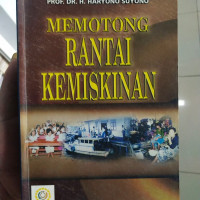 PROF. DR. H. HARYONO SUYONO
MEMOTONG
RANTAI
KEMISKINAN